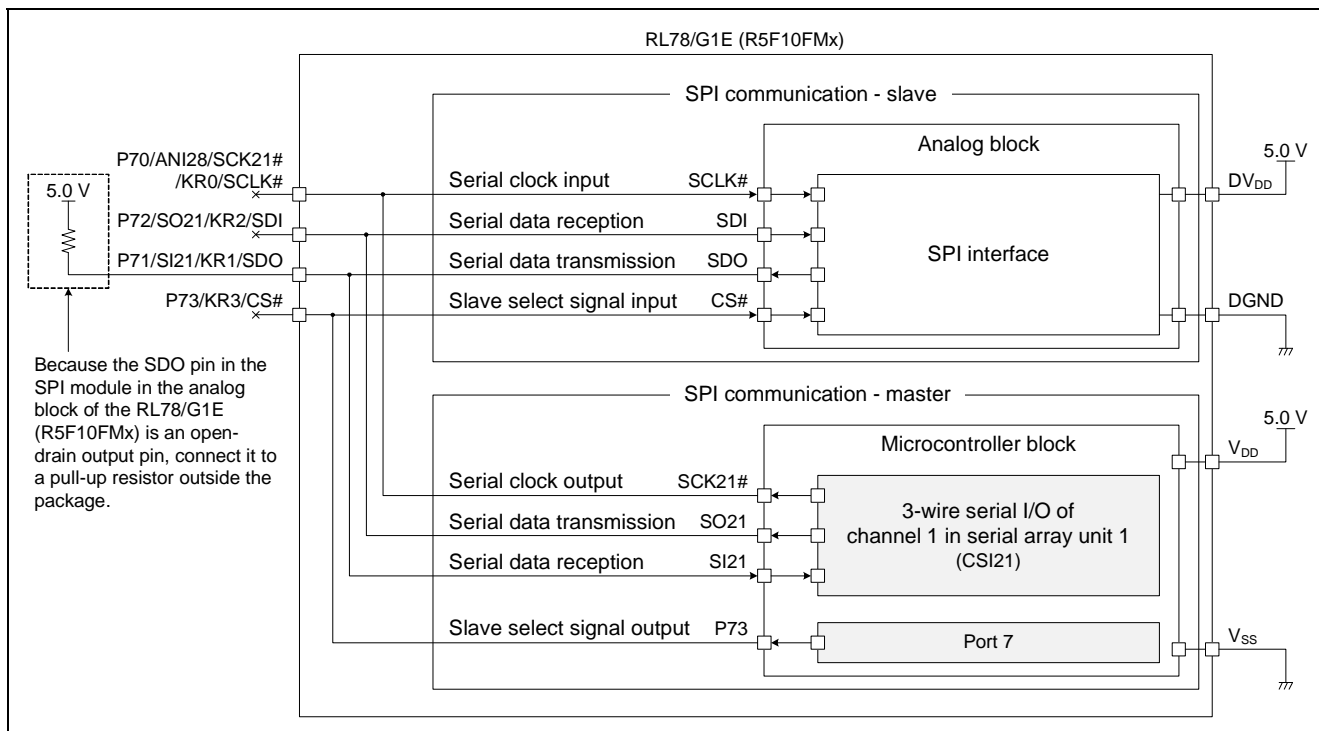 RL78/G1E (R5F10FMx)
SPI communication - slave
Analog block
P70/ANI28/SCK21#
/KR0/SCLK#
5.0 V
5.0 V
Serial clock input
SCLK#
DVDD
P72/SO21/KR2/SDI
Serial data reception
SDI
SPI interface
P71/SI21/KR1/SDO
Serial data transmission
SDO
P73/KR3/CS#
Slave select signal input
CS#
DGND
Because the SDO pin in the
SPI module in the analog
block of the RL78/G1E
(R5F10FMx) is an open-
drain output pin, connect it to
a pull-up resistor outside the
package.
SPI communication - master
5.0 V
Microcontroller block
VDD
Serial clock output
SCK21#
3-wire serial I/O of
channel 1 in serial array unit 1
(CSI21)
Serial data transmission
SO21
Serial data reception
SI21
Slave select signal output
P73
Port 7
VSS